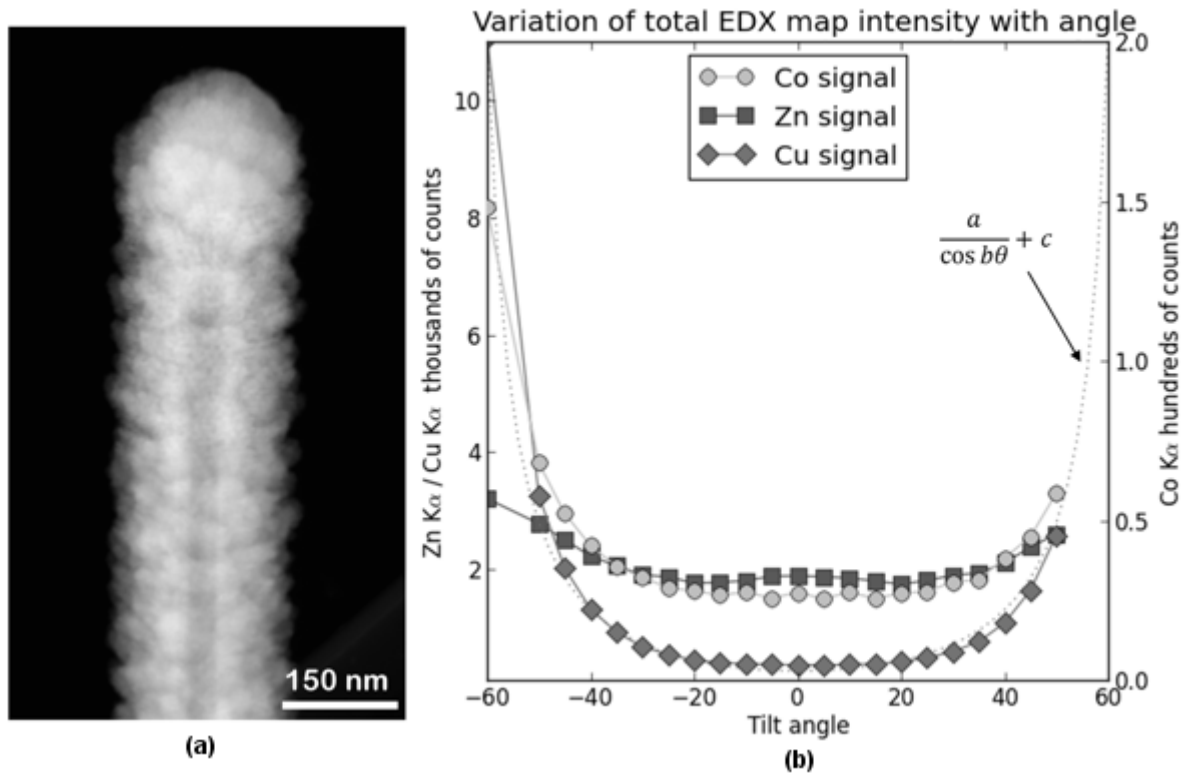 150 nm
(a)
Variation of total EDX map intensity with angle
Co signal
Zn signal
Cu signal
a
cos bθ + c
Zn Kα / Cu Kα thousands of counts
10
8
6
4
2
2.0
1.5
1.0
0.5
0.0
Co Kα hundreds of counts
−60 −40 −20 0 20 40 60
Tilt angle
(b)